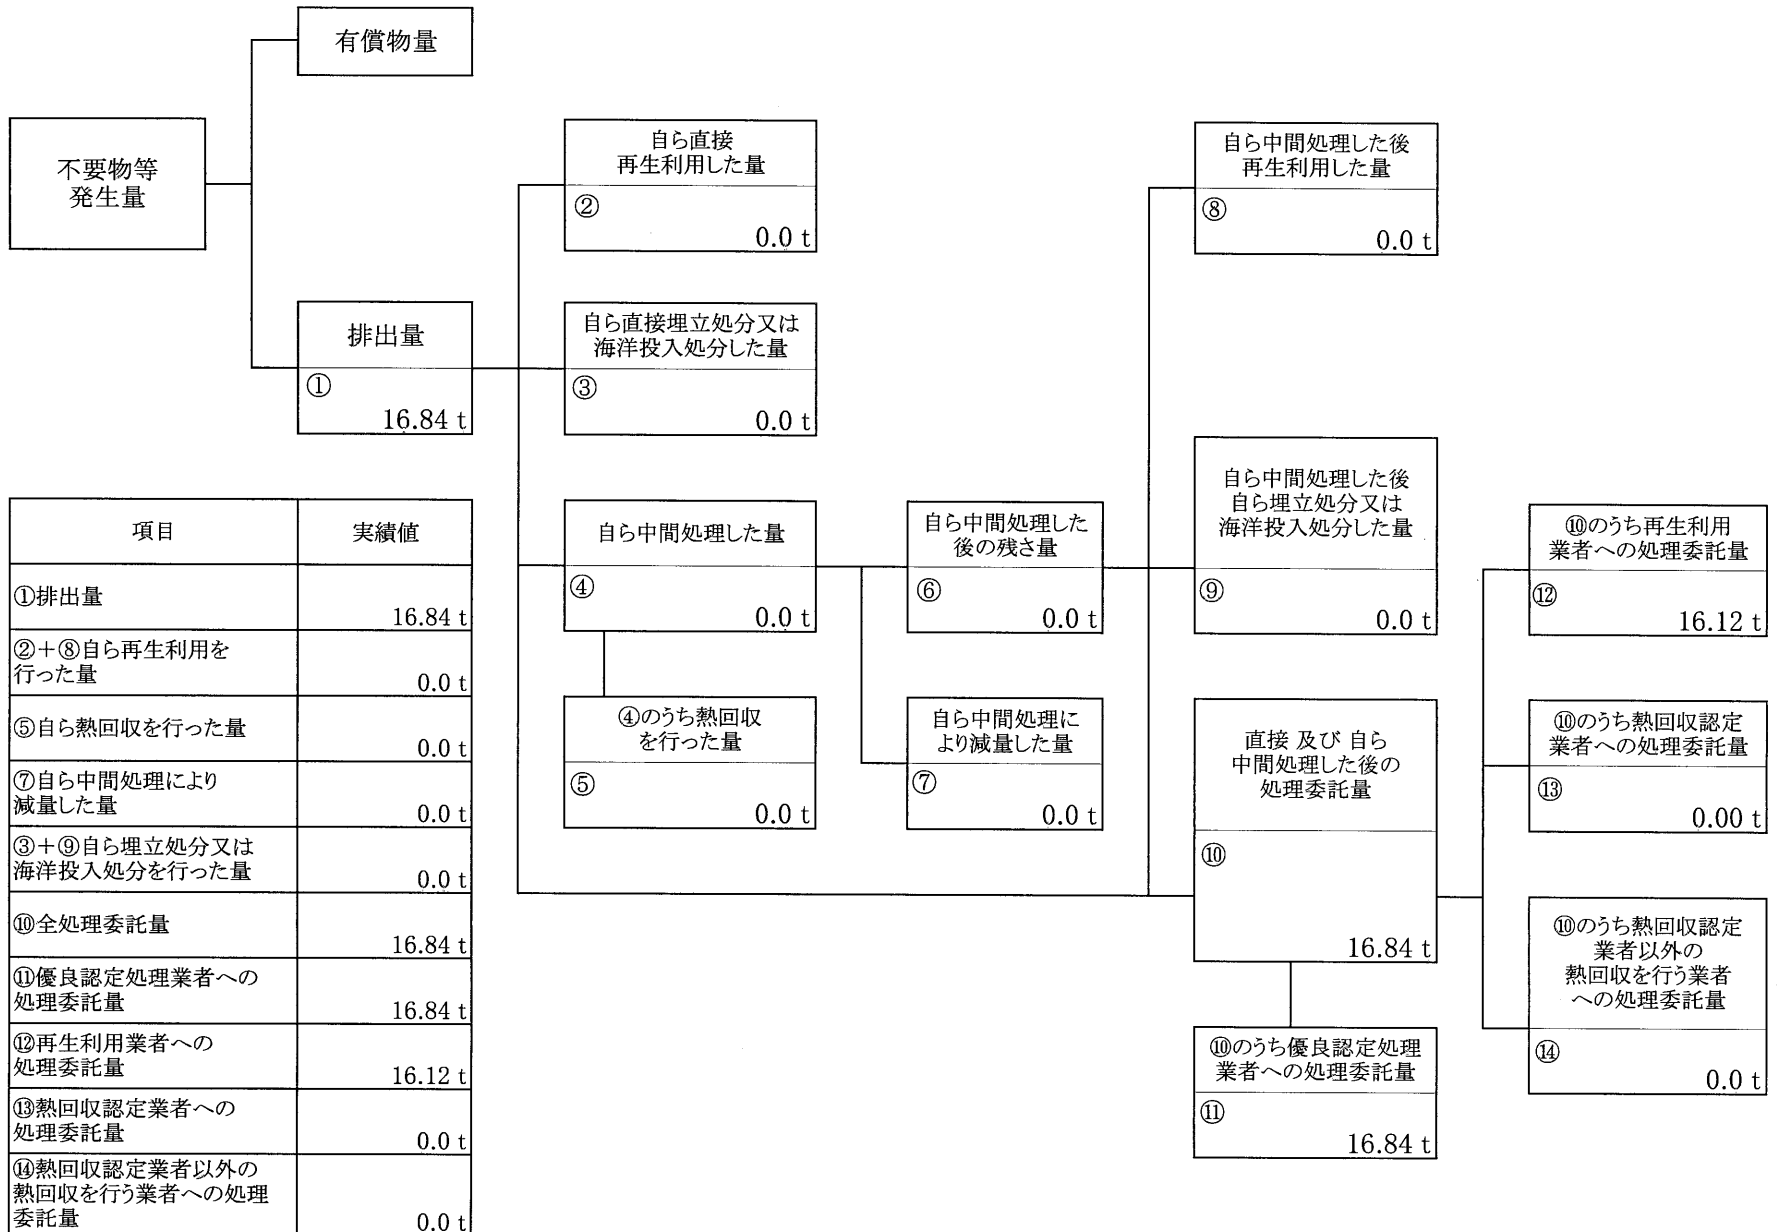 有償物量
不要物等
発生量
排出量
①
16.84 t
自ら直接
再生利用した量
②
0.0 t
自ら直接埋立処分又は
海洋投入処分した量
③
0.0 t
自ら中間処理した量
④
0.0 t
④のうち熱回収
を行った量
⑤
0.0 t
自ら中間処理した
後の残さ量
⑥
0.0 t
自ら中間処理に
より減量した量
⑦
0.0 t
自ら中間処理した後
再生利用した量
⑧
0.0 t
自ら中間処理した後
自ら埋立処分又は
海洋投入処分した量
⑨
0.0 t
直接 及び 自ら
中間処理した後の
処理委託量
⑩
16.84 t
⑩のうち優良認定処理
業者への処理委託量
⑪
16.84 t
⑩のうち再生利用
業者への処理委託量
⑫
16.12 t
⑩のうち熱回収認定
業者への処理委託量
⑬
0.00 t
⑩のうち熱回収認定
業者以外の
熱回収を行う業者
への処理委託量
⑭
0.0 t
項目 実績値
①排出量
16.84 t
②+⑧自ら再生利用を
行った量
0.0 t
⑤自ら熱回収を行った量
0.0 t
⑦自ら中間処理により
減量した量
0.0 t
③+⑨自ら埋立処分又は
海洋投入処分を行った量
0.0 t
⑩全処理委託量
16.84 t
⑪優良認定処理業者への
処理委託量
16.84 t
⑫再生利用業者への
処理委託量
16.12 t
⑬熱回収認定業者への
処理委託量
0.0 t
⑭熱回収認定業者以外の
熱回収を行う業者への処理
委託量
0.0 t